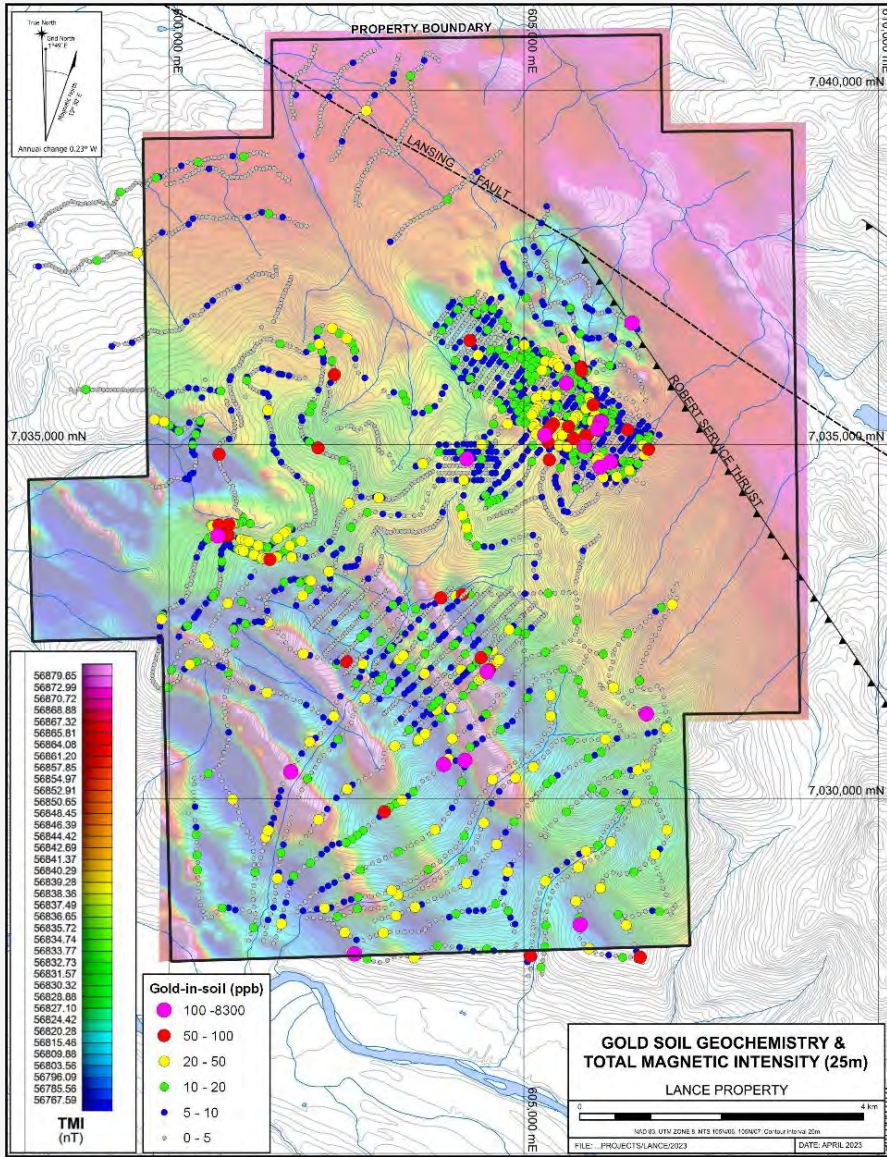 PROPERTY BOUNDARY
True North
Grid North
1°49' E
Magnetic North
Annual change 0.23° W
600,000 mE
605,000 mE
7,040,000 mN
LANSING
FAULT
ROBERT SERVICE THRUST
7,035,000 mN
7,035,000 mN
7,030,000 mN
605,000 mE
56879.65
56872.99
56870.72
56868.88
56867.32
56865.81
56864.08
56861.20
56857.85
56854.97
56852.91
56850.65
56848.45
56846.39
56844.42
56842.69
56841.37
56840.29
56839.28
56838.36
56837.49
56836.65
56835.72
56834.74
56833.77
56832.73
56831.57
56830.32
56828.88
56827.10
56824.42
56820.28
56815.46
56809.88
56803.56
56796.09
56785.56
56767.59
TMI
(nT)
Gold-in-soil (ppb)
100 -8300
50 - 100
20 - 50
10 - 20
5 - 10
0 - 5
GOLD SOIL GEOCHEMISTRY &
TOTAL MAGNETIC INTENSITY (25m)
LANCE PROPERTY
0
4 km
FILE: ...PROJECTS/LANCE/2023
DATE: APRIL 2023